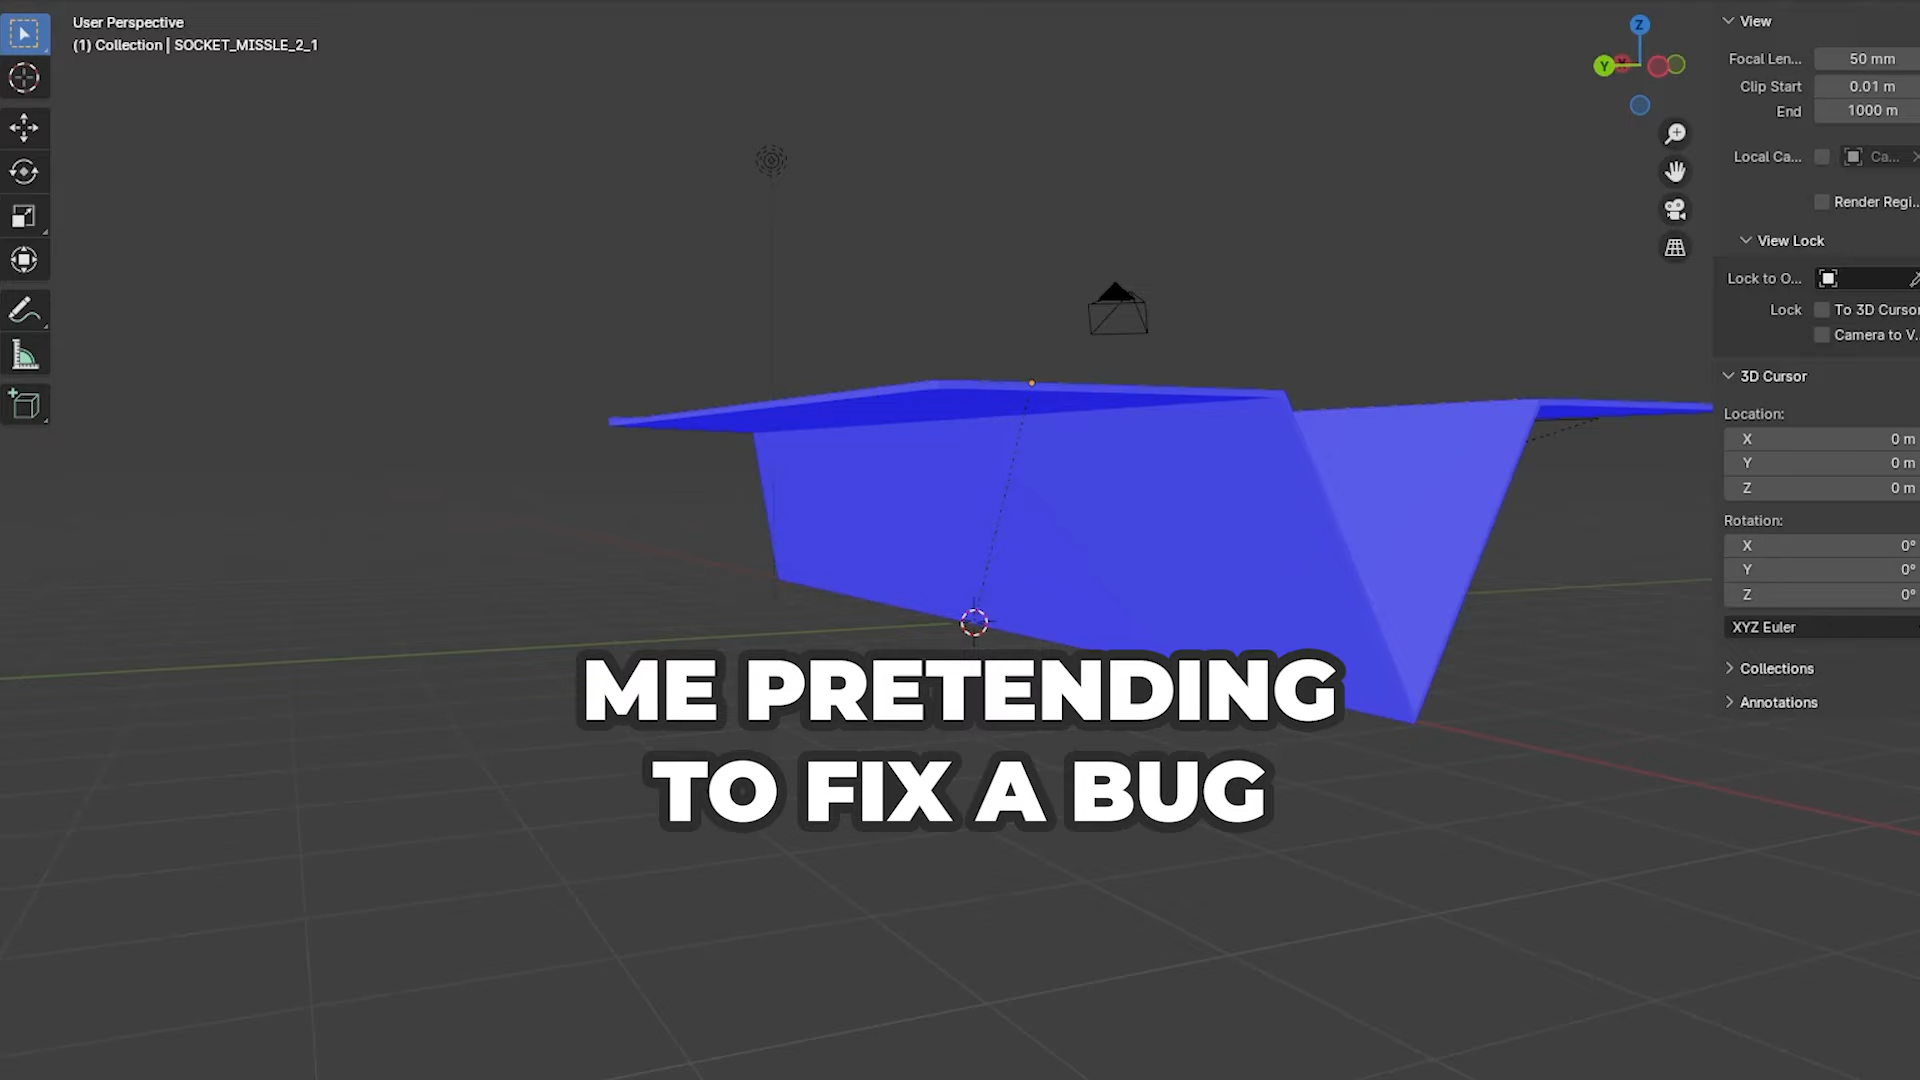 User Perspective
(1) Collection | SOCKET_MISSLE_2_1
Z
Y
X
View
Focal Len... 50 mm
Clip Start 0.01 m
End 1000 m
Local Ca... Ca...
Render Regi..
View Lock
Lock to O...
Lock To 3D Cursor
Camera to V..
3D Cursor
Location:
X 0 m
Y 0 m
Z 0 m
Rotation:
X 0°
Y 0°
Z 0°
XYZ Euler
Collections
Annotations
ME PRETENDING
TO FIX A BUG